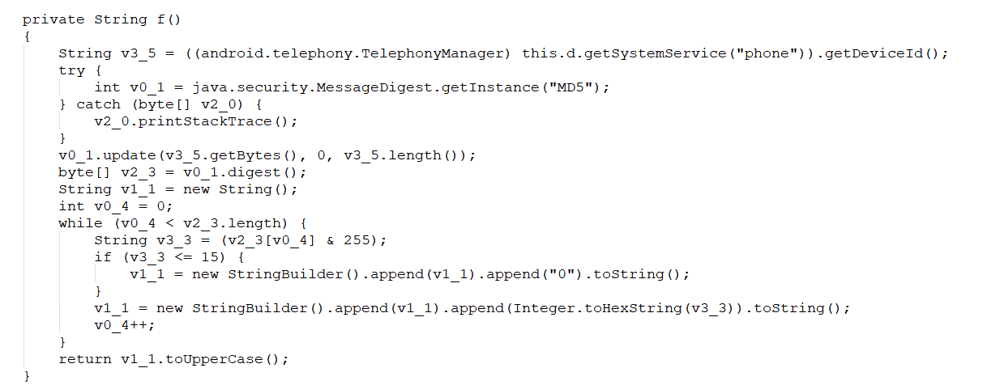 private String f()
{
    String v3_5 = ((android.telephony.TelephonyManager) this.d.getSystemService("phone")).getDeviceId();
    try {
        int v0_1 = java.security.MessageDigest.getInstance("MD5");
    } catch (byte[] v2_0) {
        v2_0.printStackTrace();
    }
    v0_1.update(v3_5.getBytes(), 0, v3_5.length());
    byte[] v2_3 = v0_1.digest();
    String v1_1 = new String();
    int v0_4 = 0;
    while (v0_4 < v2_3.length) {
        String v3_3 = (v2_3[v0_4] & 255);
        if (v3_3 <= 15) {
            v1_1 = new StringBuilder().append(v1_1).append("0").toString();
        }
        v1_1 = new StringBuilder().append(v1_1).append(Integer.toHexString(v3_3)).toString();
        v0_4++;
    }
    return v1_1.toUpperCase();
}